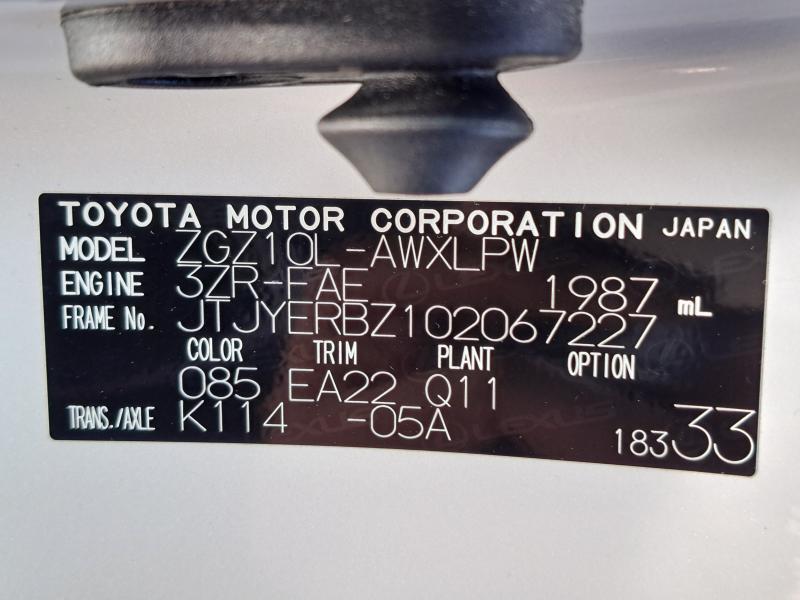 TOYOTA MOTOR CORPORATION JAPAN
MODEL ZGZ10L-AWXLPW
ENGINE 3ZR-FAE 1987 mL
FRAME No. JTJYERBZ102067227
COLOR TRIM PLANT OPTION
085 EA22 Q11
TRANS./AXLE K114 -05A
18333